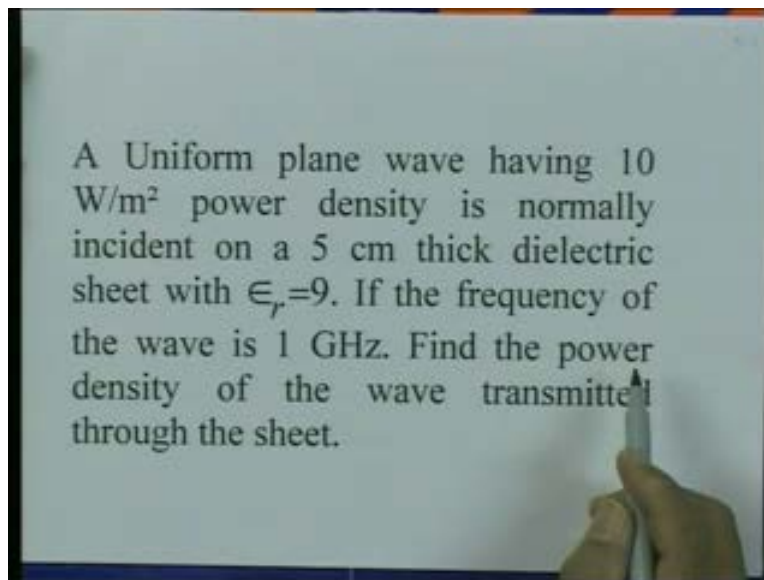 A Uniform plane wave having 10
W/m² power density is normally
incident on a 5 cm thick dielectric
sheet with ∈ᵣ=9. If the frequency of
the wave is 1 GHz. Find the power
density of the wave transmitted
through the sheet.